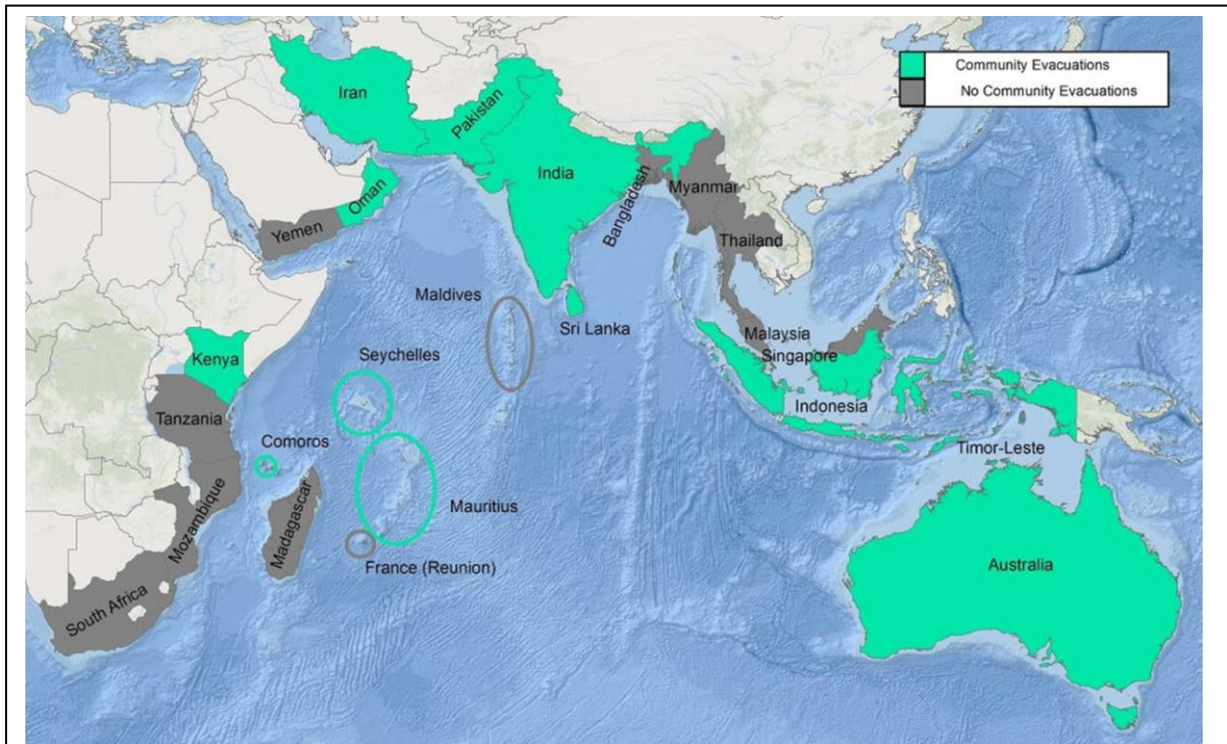 Community Evacuations
No Community Evacuations
Iran
Pakistan
India
Oman
Yemen
Bangladesh
Myanmar
Thailand
Maldives
Sri Lanka
Seychelles
Kenya
Malaysia
Singapore
Tanzania
Indonesia
Comoros
Timor-Leste
Mozambique
Madagascar
Mauritius
France (Reunion)
Australia
South Africa